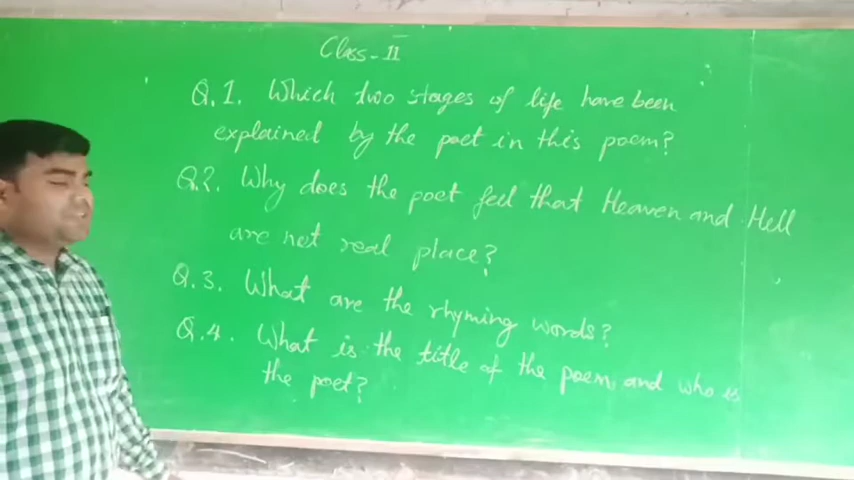 Class-11
Q.1. Which two stages of life have been
explained by the poet in this poem?
Q.2. Why does the poet feel that Heaven and Hell
are not real place?
Q.3. What are the rhyming words?
Q.4. What is the title of the poem and who is
the poet?